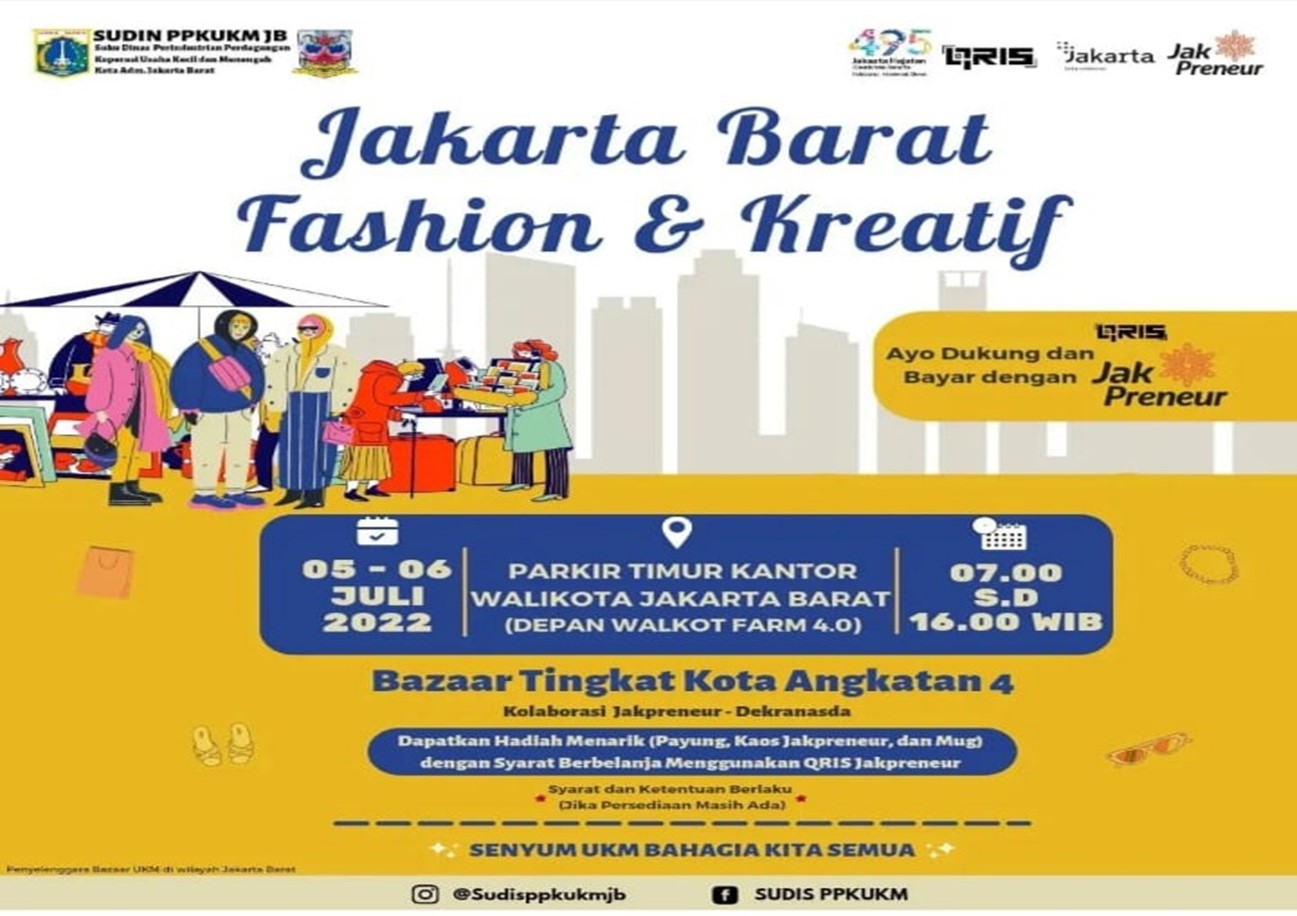 SUDIN PPKUKM JB
Suku Dinas Perindustrian Perdagangan
Koperasi Usaha Kecil dan Menengah
Kota Adm. Jakarta Barat
495
Jakarta Hajatan
QRIS
Jakarta
Jak
Preneur
Jakarta Barat
Fashion & Kreatif
QRIS
Ayo Dukung dan
Bayar dengan
Jak
Preneur
05 - 06
JULI
2022
PARKIR TIMUR KANTOR
WALIKOTA JAKARTA BARAT
(DEPAN WALKOT FARM 4.0)
07.00
S.D
16.00 WIB
Bazaar Tingkat Kota Angkatan 4
Kolaborasi Jakpreneur - Dekranasda
Dapatkan Hadiah Menarik (Payung, Kaos Jakpreneur, dan Mug)
dengan Syarat Berbelanja Menggunakan QRIS Jakpreneur
Syarat dan Ketentuan Berlaku
(Jika Persediaan Masih Ada)
SENYUM UKM BAHAGIA KITA SEMUA
Penyelenggara Bazaar UKM di wilayah Jakarta Barat
@Sudisppkukmjb
SUDIS PPKUKM